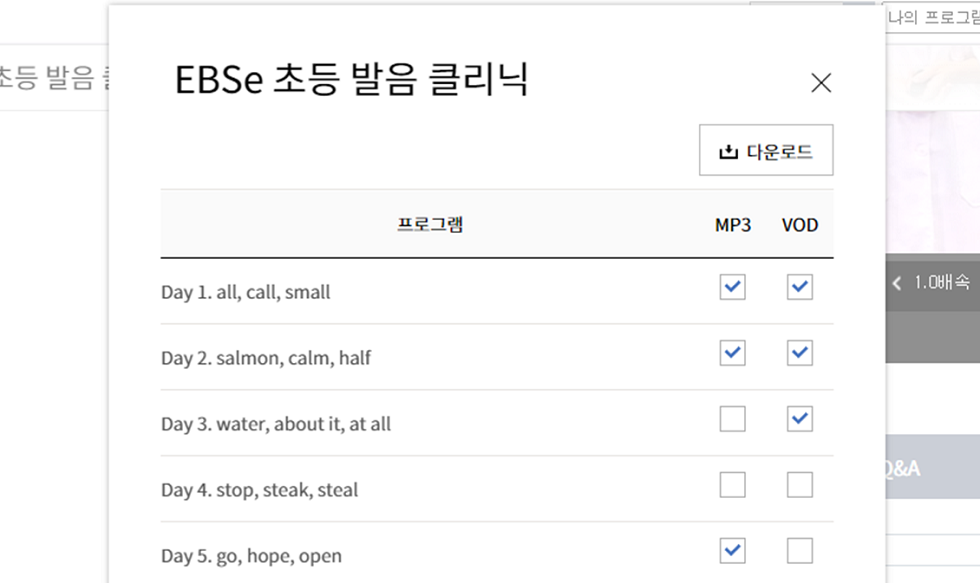 나의 프로그램
초등 발음
EBSe 초등 발음 클리닉
다운로드
프로그램 MP3 VOD
Day 1. all, call, small
1.0배속
Day 2. salmon, calm, half
Day 3. water, about it, at all
Q&A
Day 4. stop, steak, steal
Day 5. go, hope, open